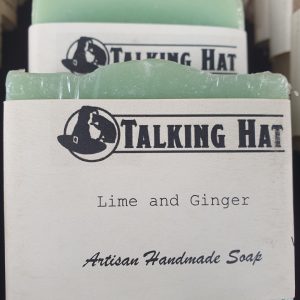 TALKING HAT
TALKING HAT
Lime and Ginger
Artisan Handmade Soap